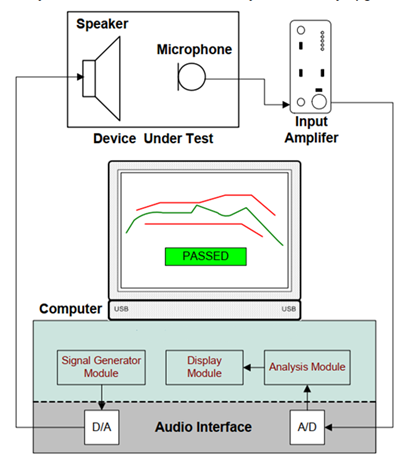 Speaker
Microphone
Device Under Test
Input
Amplifer
PASSED
Computer
USB
USB
Signal Generator
Module
Display
Module
Analysis Module
D/A
Audio Interface
A/D